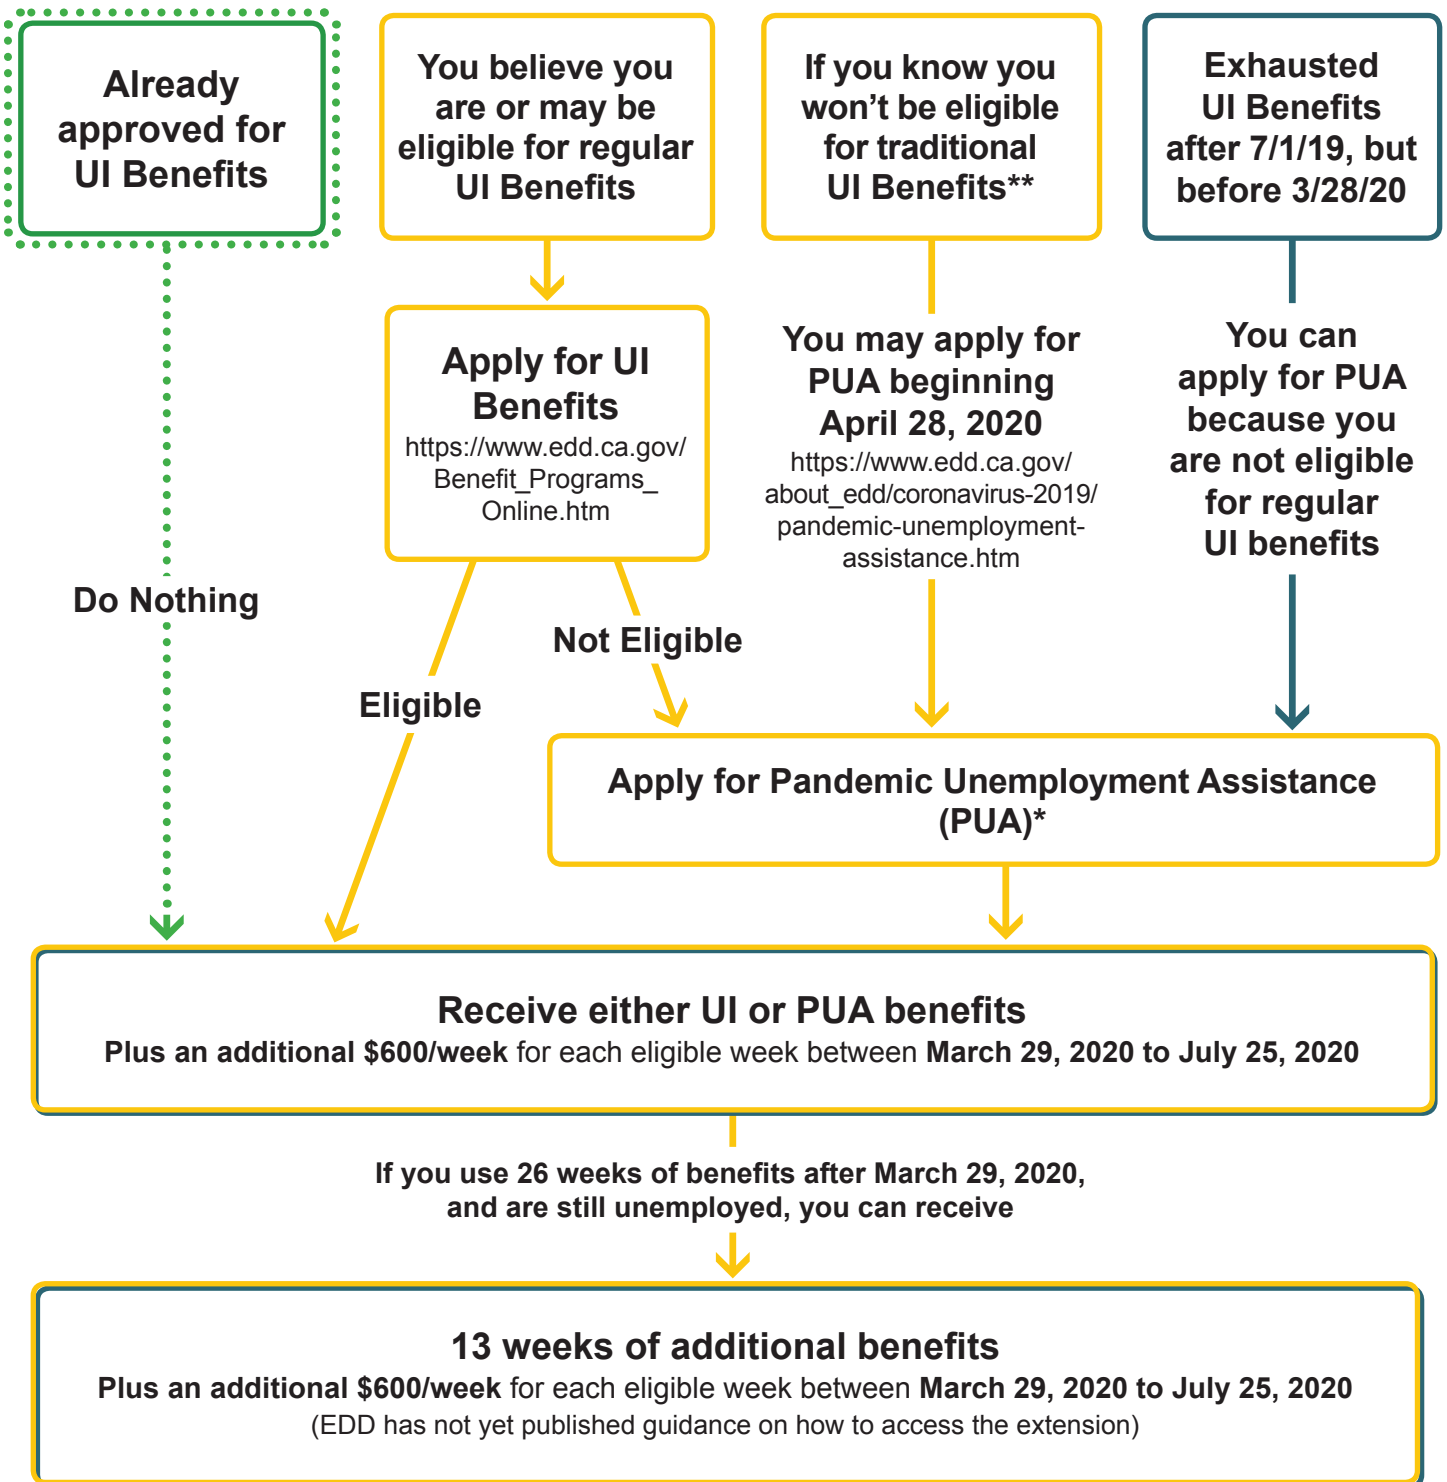 Already
approved for
UI Benefits
You believe you
are or may be
eligible for regular
UI Benefits
If you know you
won’t be eligible
for traditional
UI Benefits**
Exhausted
UI Benefits
after 7/1/19, but
before 3/28/20
Apply for UI
Benefits
https://www.edd.ca.gov/
Benefit_Programs_
Online.htm
You may apply for
PUA beginning
April 28, 2020
https://www.edd.ca.gov/
about_edd/coronavirus-2019/
pandemic-unemployment-
assistance.htm
You can
apply for PUA
because you
are not eligible
for regular
UI benefits
Do Nothing
Eligible
Not Eligible
Apply for Pandemic Unemployment Assistance
(PUA)*
Receive either UI or PUA benefits
Plus an additional $600/week for each eligible week between March 29, 2020 to July 25, 2020
If you use 26 weeks of benefits after March 29, 2020,
and are still unemployed, you can receive
13 weeks of additional benefits
Plus an additional $600/week for each eligible week between March 29, 2020 to July 25, 2020
(EDD has not yet published guidance on how to access the extension)